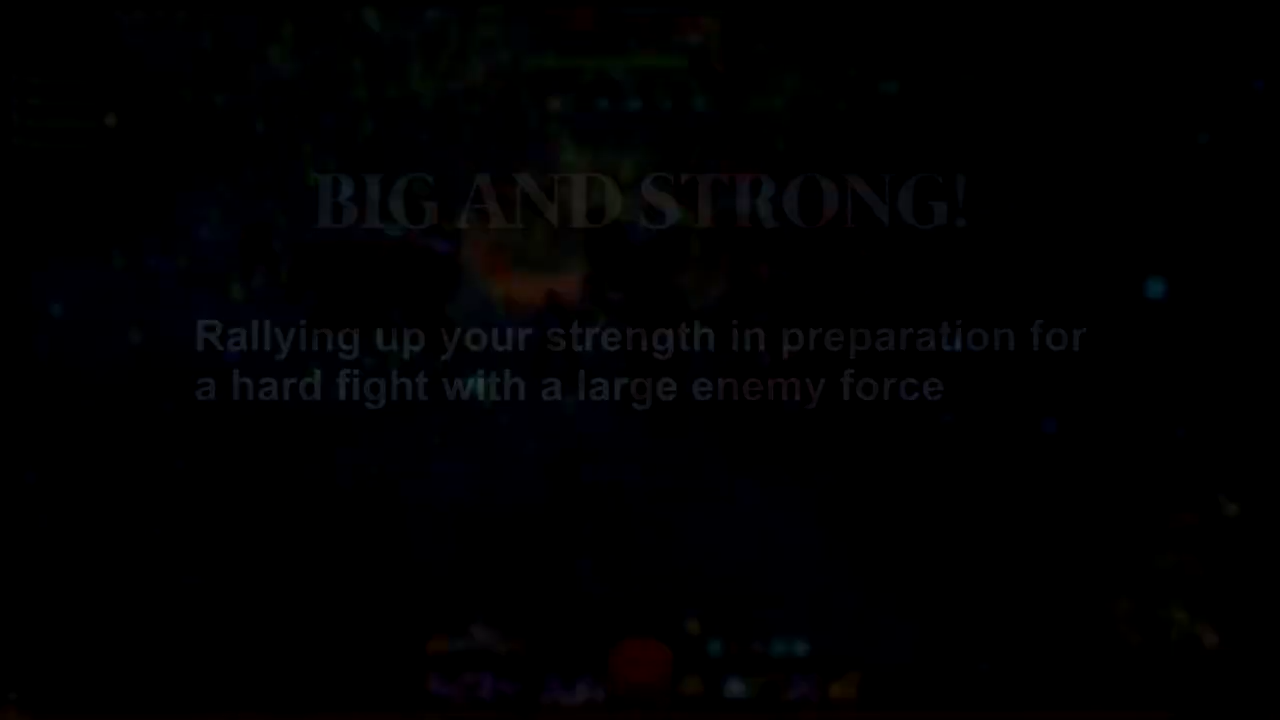 BIG AND STRONG!
Rallying up your strength in preparation for
a hard fight with a large enemy force